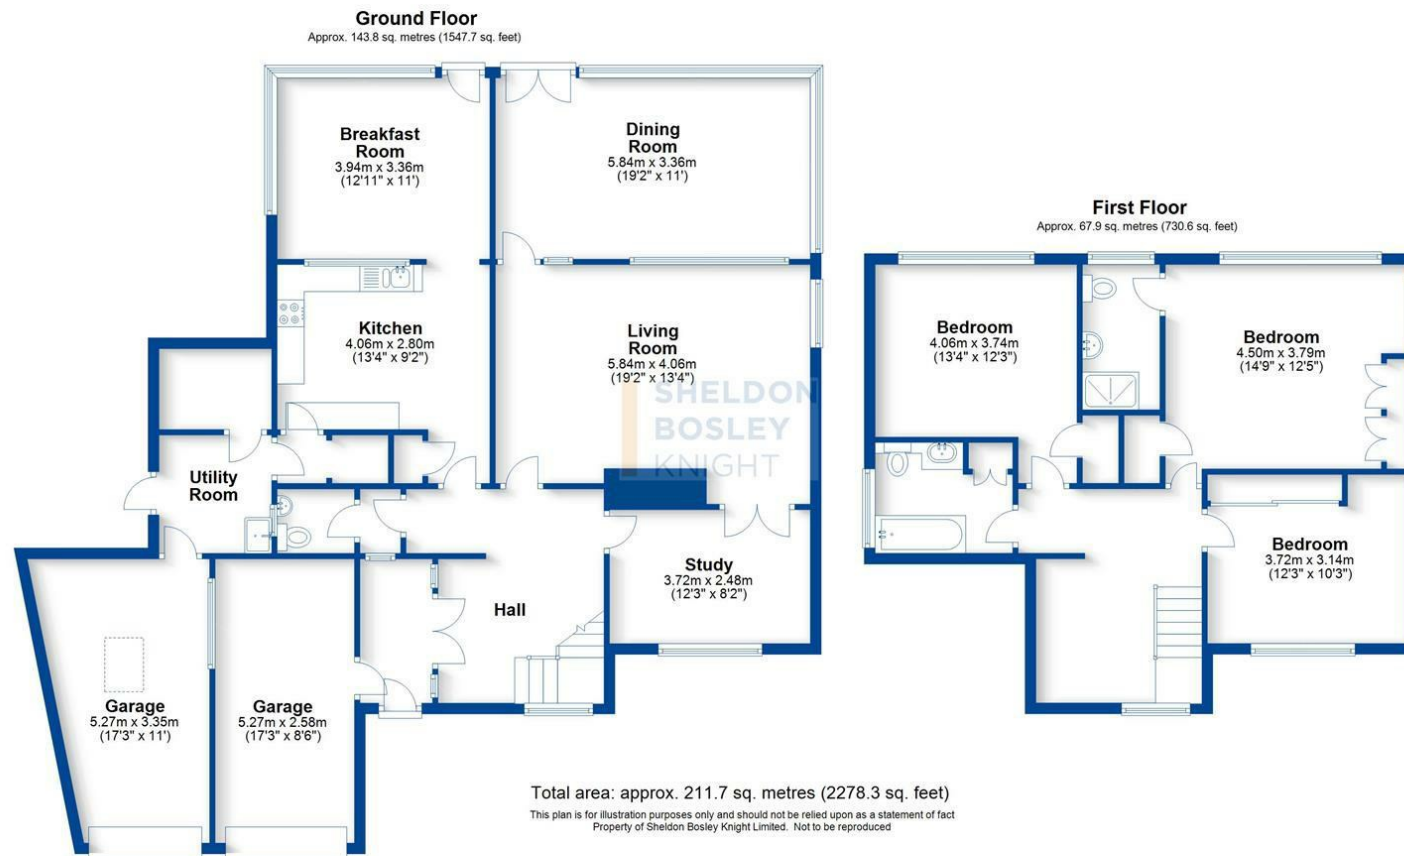 Ground Floor
Approx. 143.8 sq. metres (1547.7 sq. feet)
Breakfast
Room
3.94m x 3.36m
(12'11" x 11')
Dining
Room
5.84m x 3.36m
(19'2" x 11')
Kitchen
4.06m x 2.80m
(13'4" x 9'2")
Living
Room
5.84m x 4.06m
(19'2" x 13'4")
SHELDON
BOSLEY
KNIGHT
Utility
Room
Study
3.72m x 2.48m
(12'3" x 8'2")
Hall
Garage
5.27m x 3.35m
(17'3" x 11')
Garage
5.27m x 2.58m
(17'3" x 8'6")
First Floor
Approx. 67.9 sq. metres (730.6 sq. feet)
Bedroom
4.06m x 3.74m
(13'4" x 12'3")
Bedroom
4.50m x 3.79m
(14'9" x 12'5")
Bedroom
3.72m x 3.14m
(12'3" x 10'3")
Total area: approx. 211.7 sq. metres (2278.3 sq. feet)
This plan is for illustration purposes only and should not be relied upon as a statement of fact
Property of Sheldon Bosley Knight Limited. Not to be reproduced